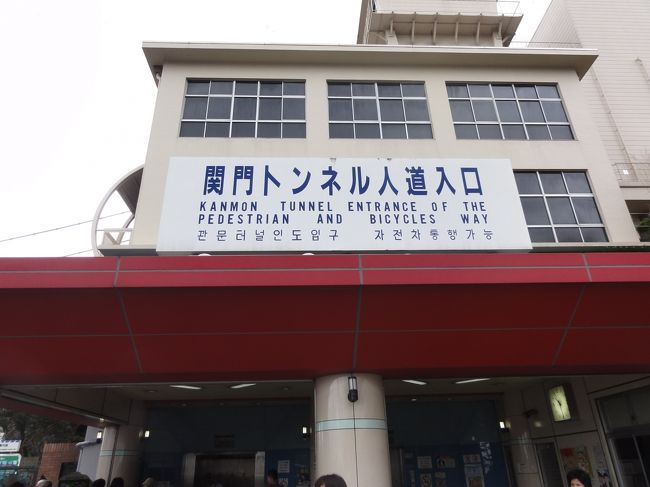 関門トンネル人道入口
KANMON TUNNEL ENTRANCE OF THE
PEDESTRIAN AND BICYCLES WAY
관문터널인도입구 자전차통행가능